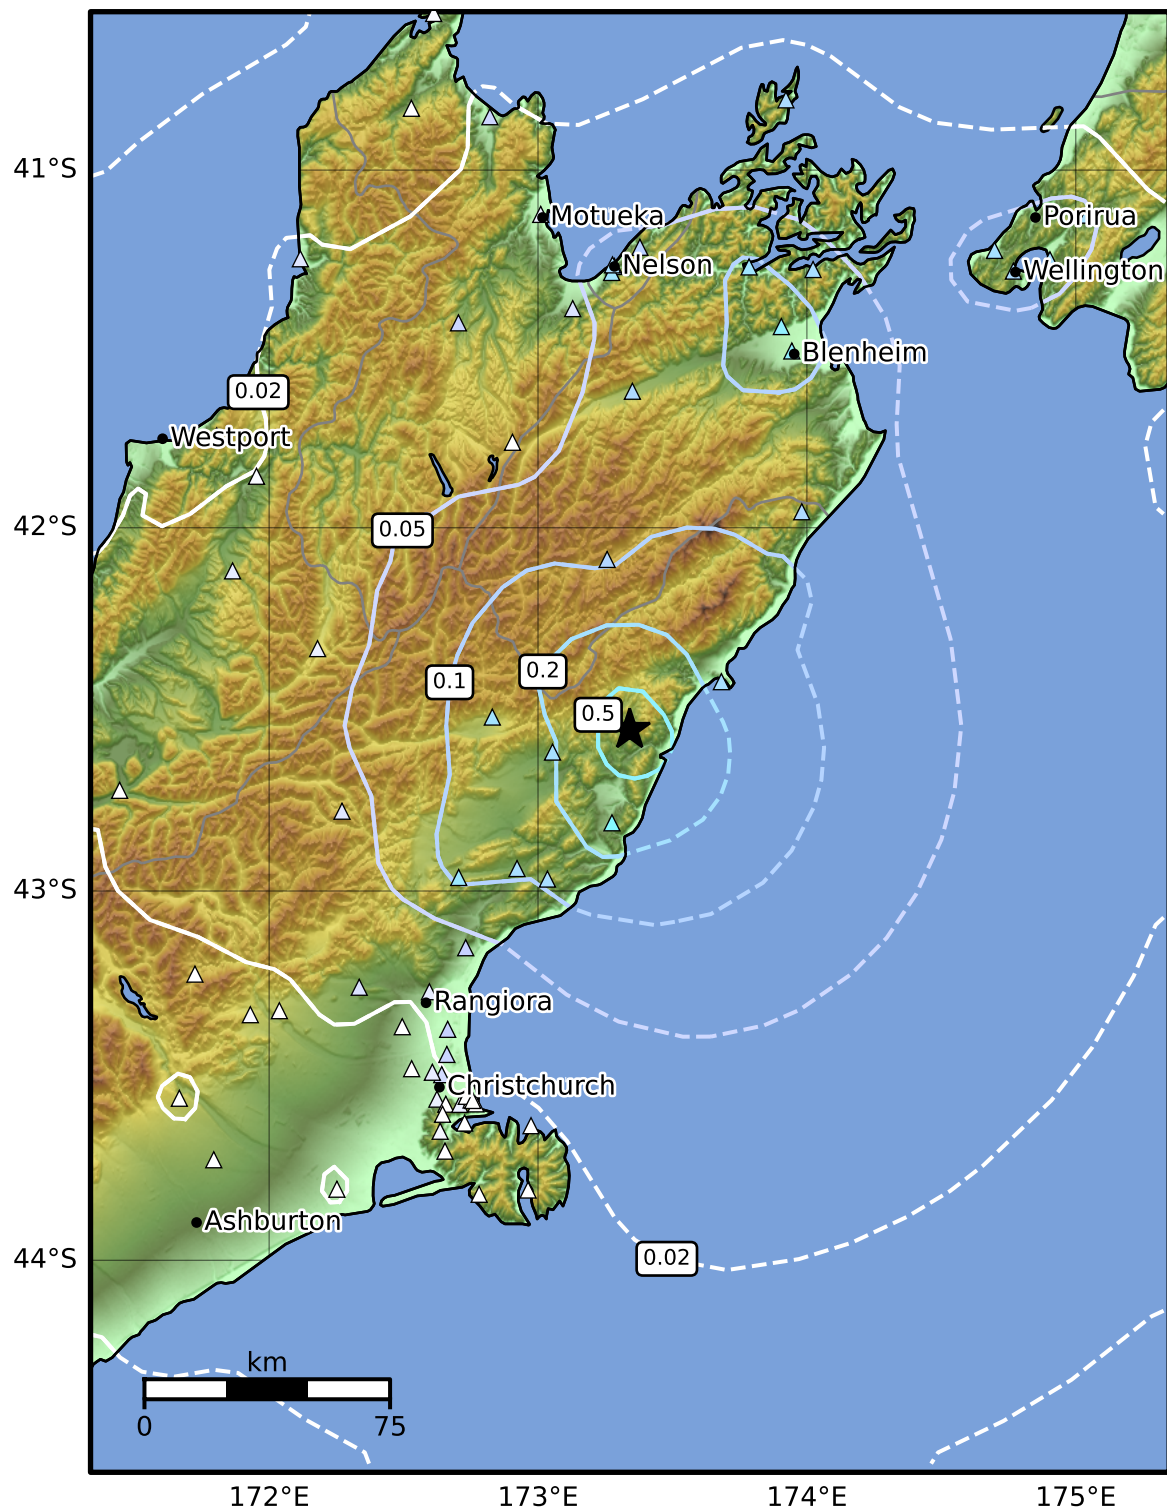 41°S
Motueka
Porirua
Nelson
Wellington
Blenheim
0.02
Westport
42°S
0.05
0.2
0.1
0.5
43°S
Rangiora
Christchurch
Ashburton
44°S
0.02
km
0 75
172°E 173°E 174°E 175°E